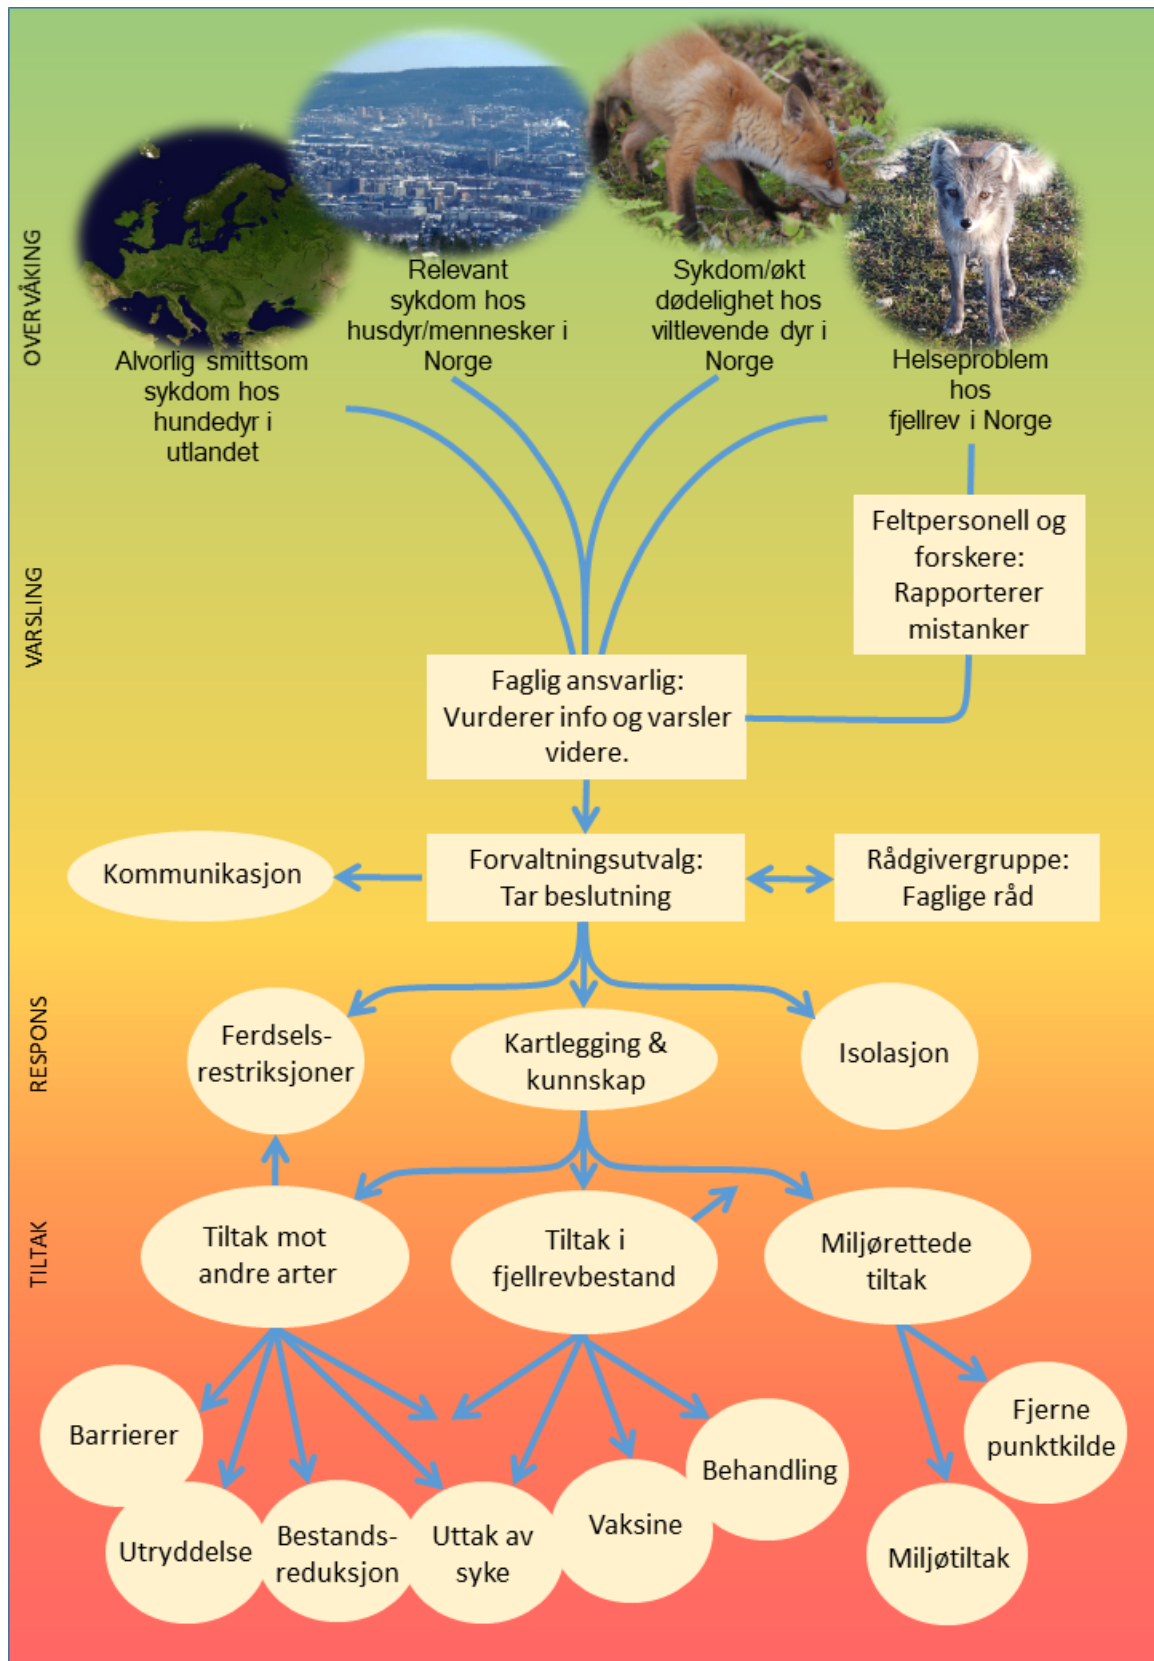 OVERVÅKING
Alvorlig smittsom
sykdom hos
hundedyr i
utlandet
Relevant
sykdom hos
husdyr/mennesker i
Norge
Sykdom/økt
dødelighet hos
viltlevende dyr i
Norge
Helseproblem
hos
fjellrev i Norge
VARSLING
Feltpersonell og
forskere:
Rapporterer
mistanker
Faglig ansvarlig:
Vurderer info og varsler
videre.
Kommunikasjon
Forvaltningsutvalg:
Tar beslutning
Rådgivergruppe:
Faglige råd
RESPONS
Ferdsels-
restriksjoner
Kartlegging &
kunnskap
Isolasjon
TILTAK
Tiltak mot
andre arter
Tiltak i
fjellrevbestand
Miljørettede
tiltak
Barrierer
Utryddelse
Bestands-
reduksjon
Uttak av
syke
Vaksine
Behandling
Miljøtiltak
Fjerne
punktkilde